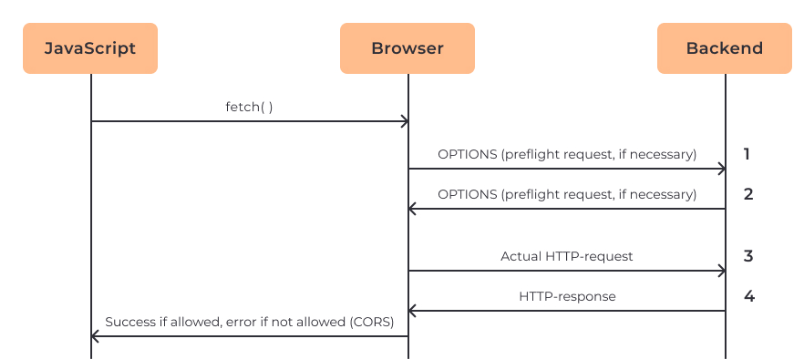 JavaScript
Browser
Backend
fetch( )
OPTIONS (preflight request, if necessary)
1
OPTIONS (preflight request, if necessary)
2
Actual HTTP-request
3
HTTP-response
4
Success if allowed, error if not allowed (CORS)